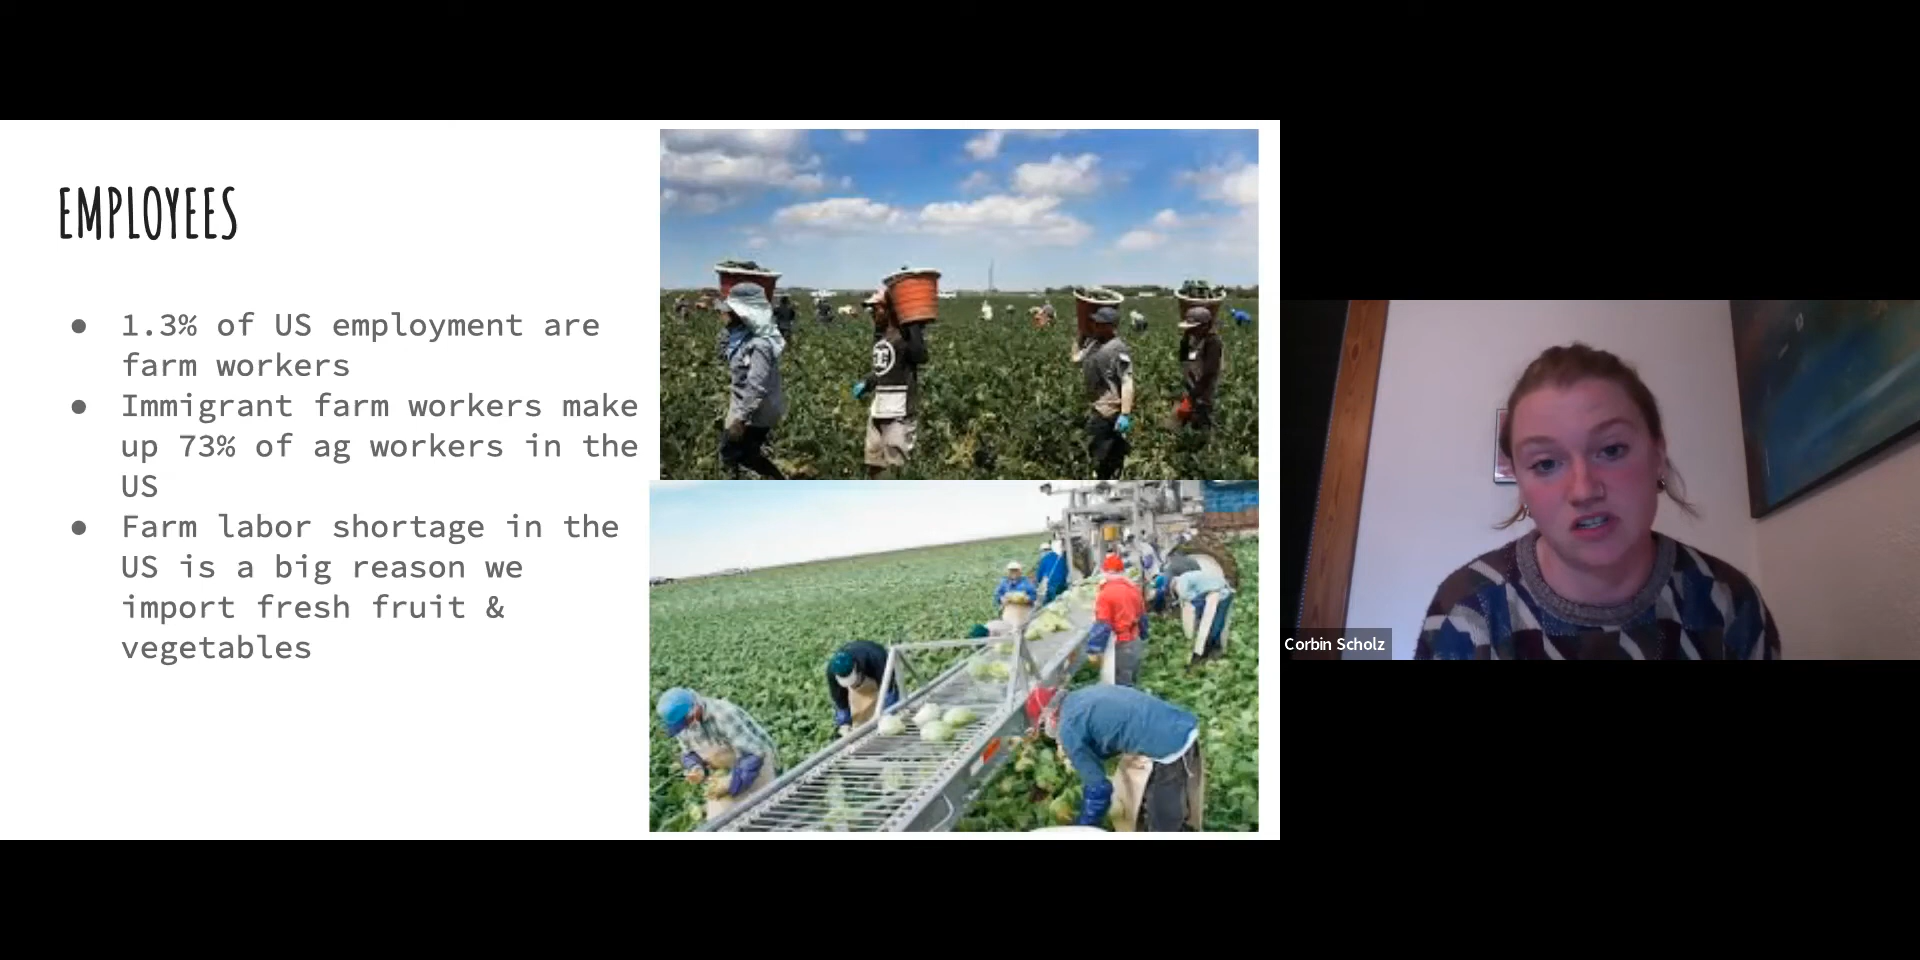 EMPLOYEES
● 1.3% of US employment are
farm workers
● Immigrant farm workers make
up 73% of ag workers in the
US
● Farm labor shortage in the
US is a big reason we
import fresh fruit &
vegetables
Corbin Scholz